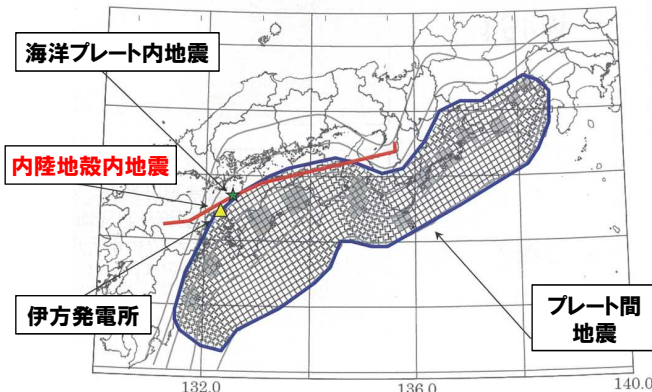 海洋プレート内地震
内陸地殻内地震
伊方発電所
プレート間
地震
132.0
136.0
140.0